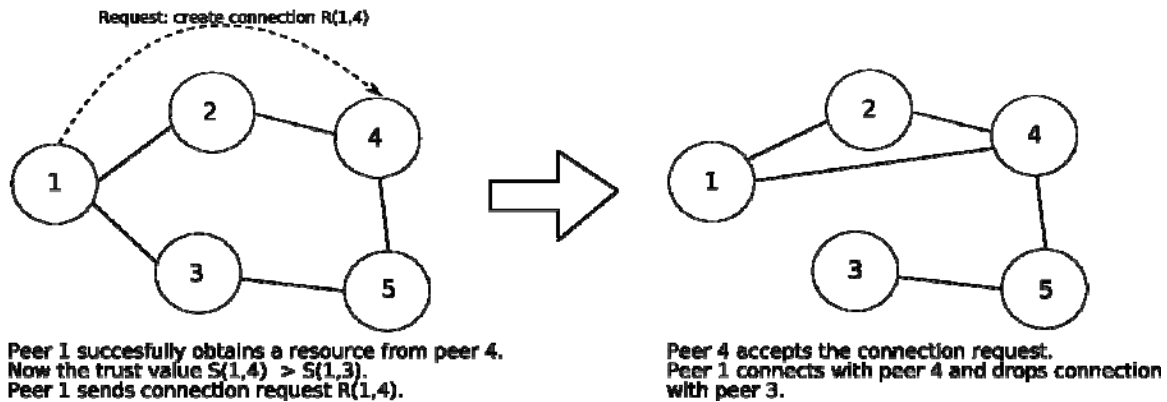 Request: create connection R(1,4)
2
4
1
3
5
Peer 1 succesfully obtains a resource from peer 4.
Now the trust value S(1,4) > S(1,3).
Peer 1 sends connection request R(1,4).
2
4
1
3
5
Peer 4 accepts the connection request.
Peer 1 connects with peer 4 and drops connection
with peer 3.